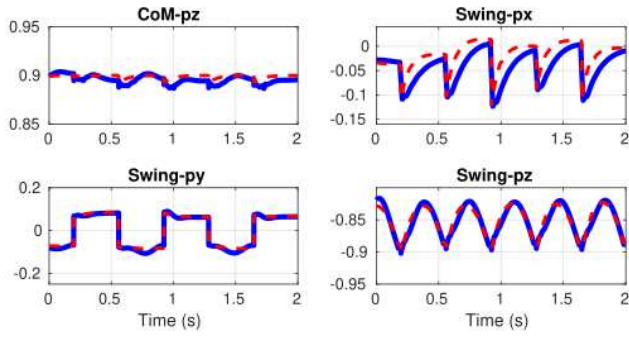 CoM-pz
0.95
0.9
0.85
0 0.5 1 1.5 2
Swing-px
0
-0.05
-0.1
-0.15
0 0.5 1 1.5 2
Swing-py
0.2
0
-0.2
0 0.5 1 1.5 2
Time (s)
Swing-pz
-0.85
-0.9
-0.95
0 0.5 1 1.5 2
Time (s)